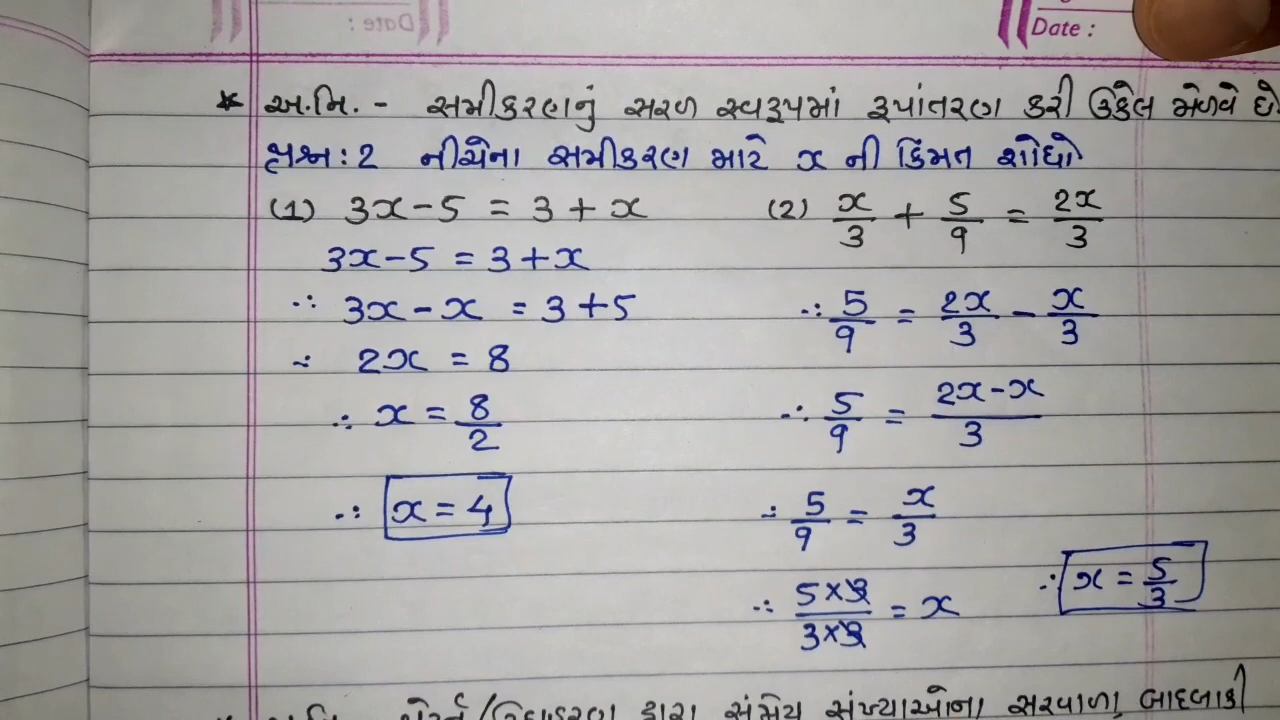 Date :
* અ.નિ. - સમીકરણનું સરળ સ્વરૂપમાં રૂપાંતરણ કરી ઉકેલ મેળવે છે
પ્રશ્ન : 2 નીચેના સમીકરણ માટે x ની કિંમત શોધો
(1) 3x - 5 = 3 + x
3x - 5 = 3 + x
∴ 3x - x = 3 + 5
∴ 2x = 8
∴ x = 8/2
∴ x = 4
(2) x/3 + 5/9 = 2x/3
∴ 5/9 = 2x/3 - x/3
∴ 5/9 = (2x - x)/3
∴ 5/9 = x/3
∴ (5 × 3)/(3 × 3) = x
∴ x = 5/3
દ્વારા સંમેય સંખ્યાઓના સરવાળા, બાદબાકી